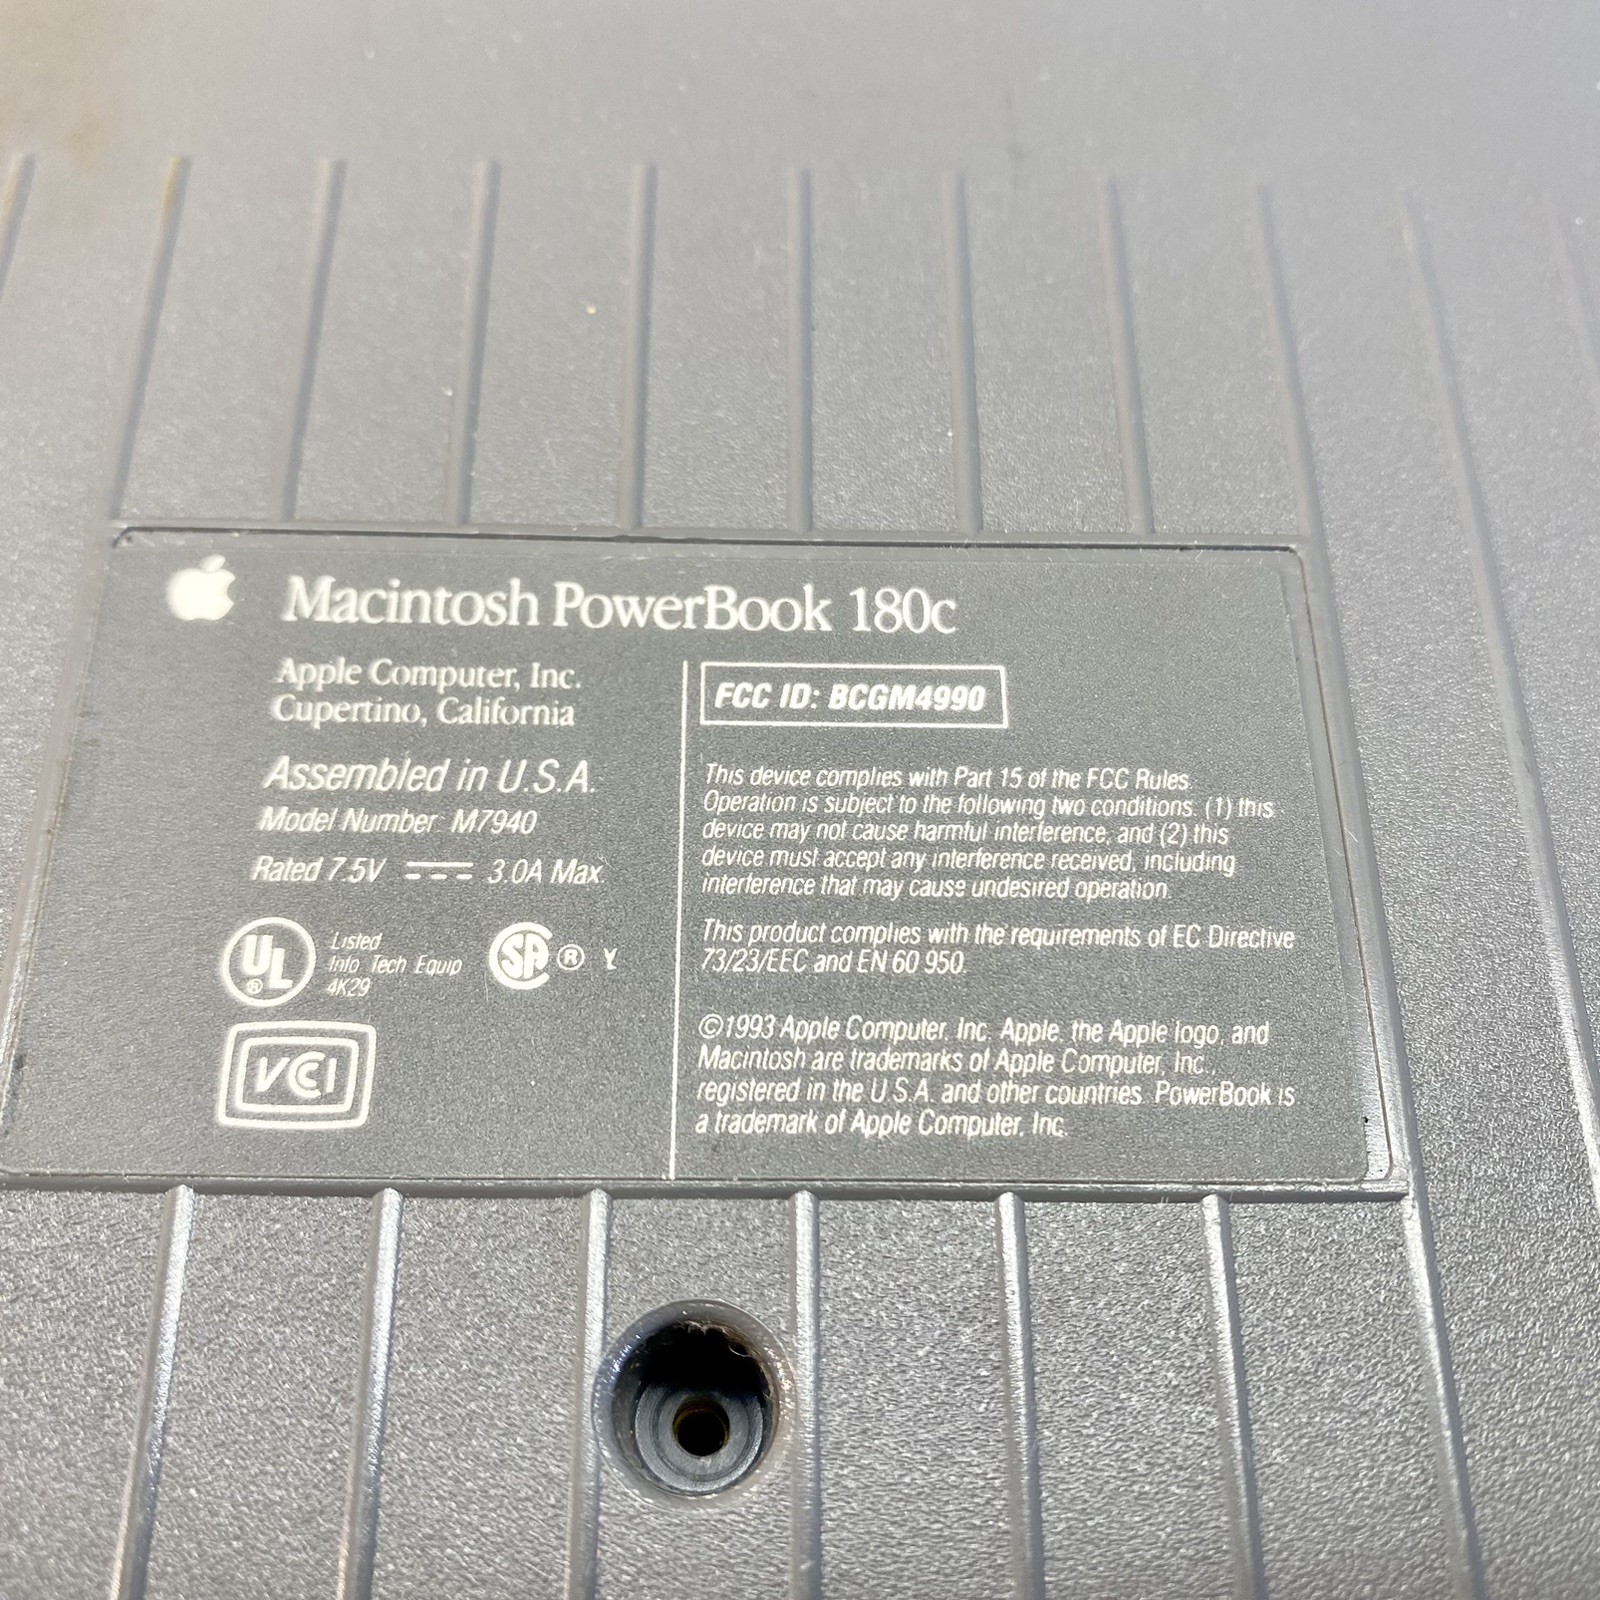 Macintosh PowerBook 180c
Apple Computer, Inc.
Cupertino, California
Assembled in U.S.A.
Model Number: M7940
Rated 7.5V ⎓ 3.0A Max.
UL ®
Listed
Info Tech Equip
4K29
SA ® Y
VCI
FCC ID: BCGM4990
This device complies with Part 15 of the FCC Rules.
Operation is subject to the following two conditions. (1) this
device may not cause harmful interference, and (2) this
device must accept any interference received, including
interference that may cause undesired operation.
This product complies with the requirements of EC Directive
73/23/EEC and EN 60 950.
©1993 Apple Computer, Inc. Apple, the Apple logo, and
Macintosh are trademarks of Apple Computer, Inc.,
registered in the U.S.A. and other countries. PowerBook is
a trademark of Apple Computer, Inc.